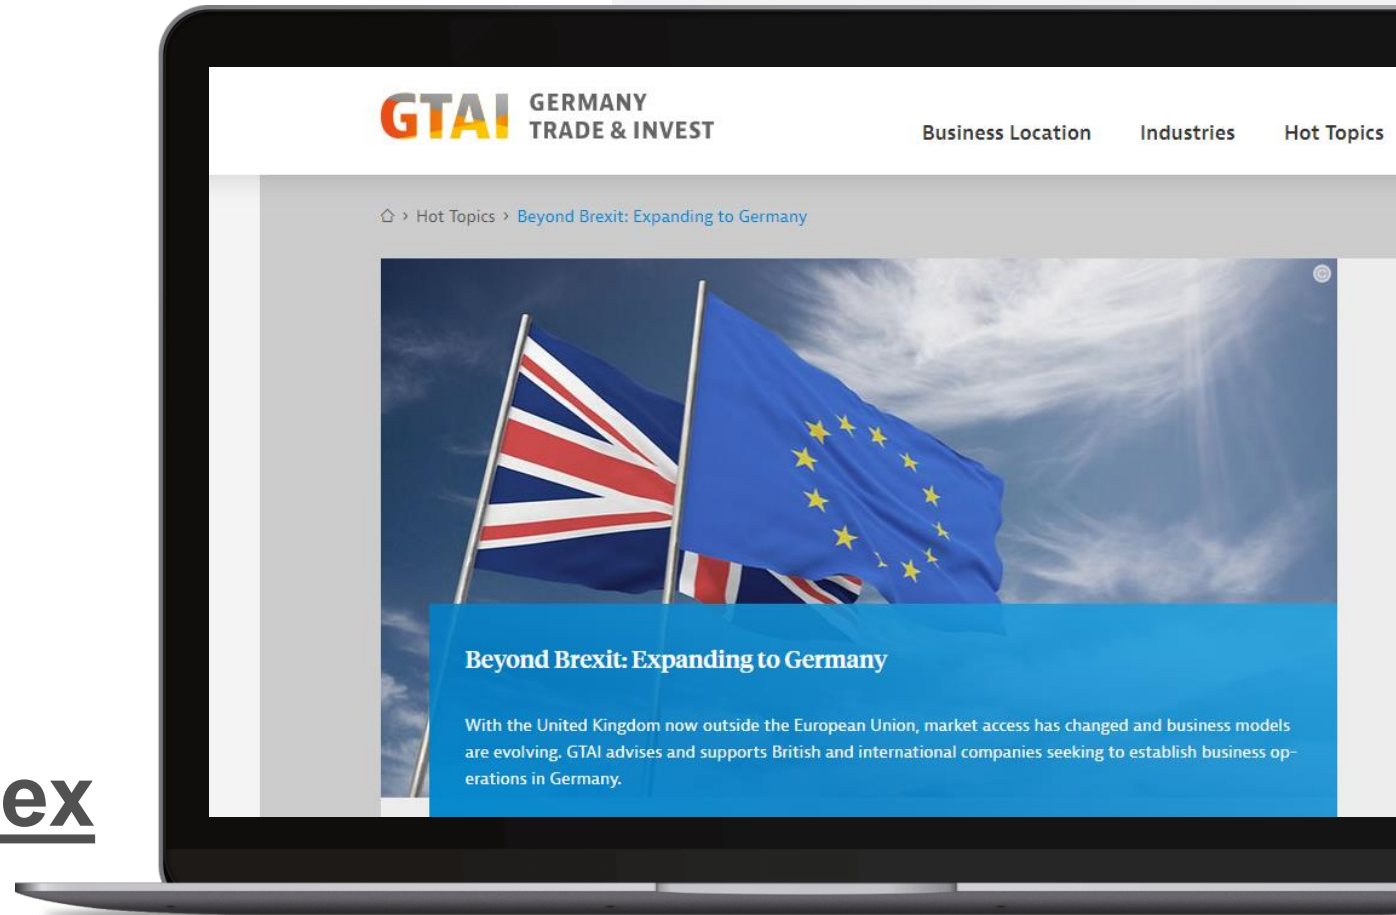 GTAI
GERMANY
TRADE & INVEST
Business Location
Industries
Hot Topics
Hot Topics > Beyond Brexit: Expanding to Germany
©
Beyond Brexit: Expanding to Germany
With the United Kingdom now outside the European Union, market access has changed and business models
are evolving. GTAI advises and supports British and international companies seeking to establish business op-
erations in Germany.
ex